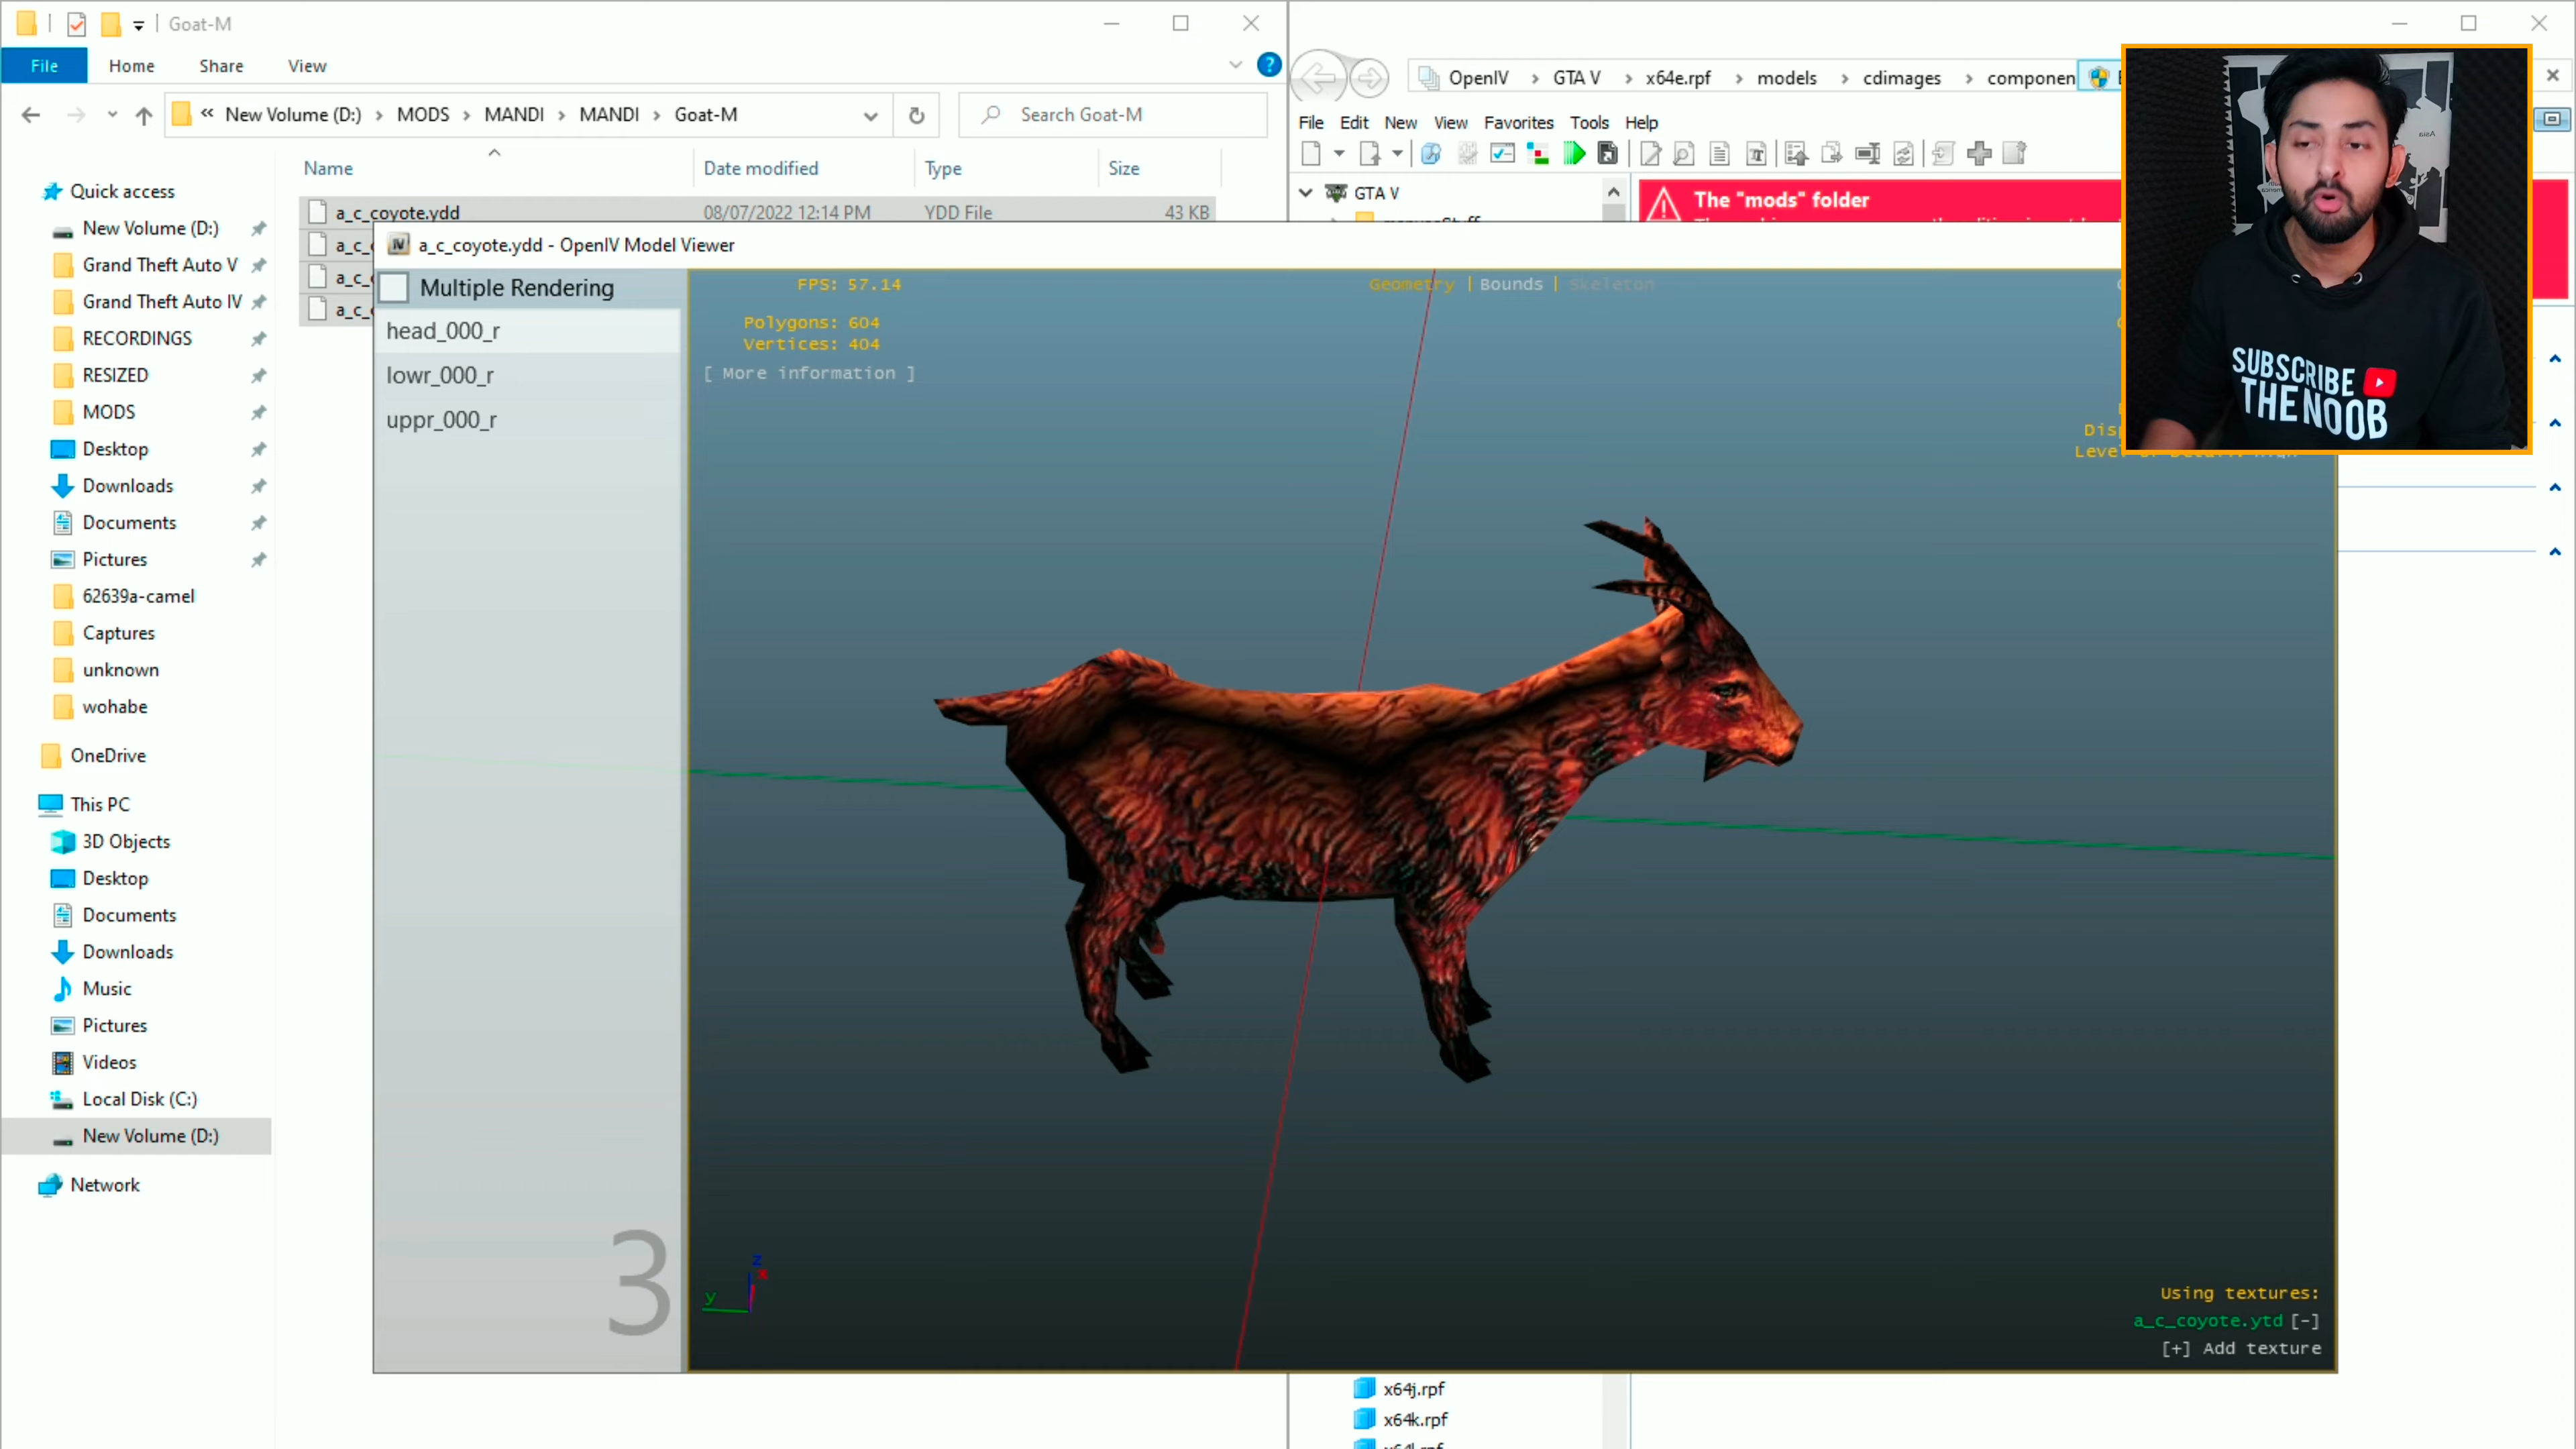 Goat-M
File Home Share View
« New Volume (D:) › MODS › MANDI › MANDI › Goat-M
Search Goat-M
Name Date modified Type Size
a_c_coyote.ydd 08/07/2022 12:14 PM YDD File 43 KB
Quick access
New Volume (D:)
Grand Theft Auto V
Grand Theft Auto IV
RECORDINGS
RESIZED
MODS
Desktop
Downloads
Documents
Pictures
62639a-camel
Captures
unknown
wohabe
OneDrive
This PC
3D Objects
Desktop
Documents
Downloads
Music
Pictures
Videos
Local Disk (C:)
New Volume (D:)
Network
a_c_coyote.ydd - OpenIV Model Viewer
Multiple Rendering
head_000_r
lowr_000_r
uppr_000_r
3
FPS: 57.14
Polygons: 604
Vertices: 404
[ More information ]
Geometry | Bounds | Skeleton
z
x
y
Using textures:
a_c_coyote.ytd [-]
[+] Add texture
OpenIV › GTA V › x64e.rpf › models › cdimages ›
File Edit New View Favorites Tools Help
GTA V
The "mods" folder
x64j.rpf
x64k.rpf
SUBSCRIBE
THE NOOB